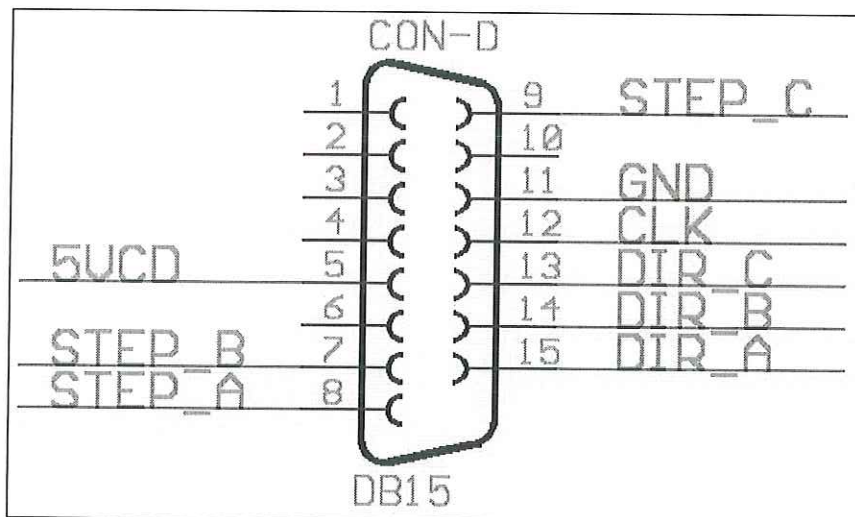 CON-D
1 9 STEP_C
2 10
3 11 GND
4 12 CLK
5VCD 5 13 DIR_C
6 14 DIR_B
STEP_B 7 15 DIR_A
STEP_A 8
DB15